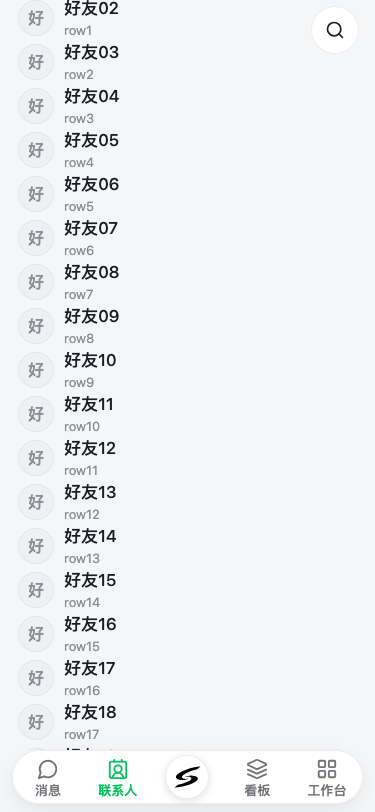 好
好友02
row1
好
好友03
row2
好
好友04
row3
好
好友05
row4
好
好友06
row5
好
好友07
row6
好
好友08
row7
好
好友09
row8
好
好友10
row9
好
好友11
row10
好
好友12
row11
好
好友13
row12
好
好友14
row13
好
好友15
row14
好
好友16
row15
好
好友17
row16
好
好友18
row17
消息
联系人
看板
工作台